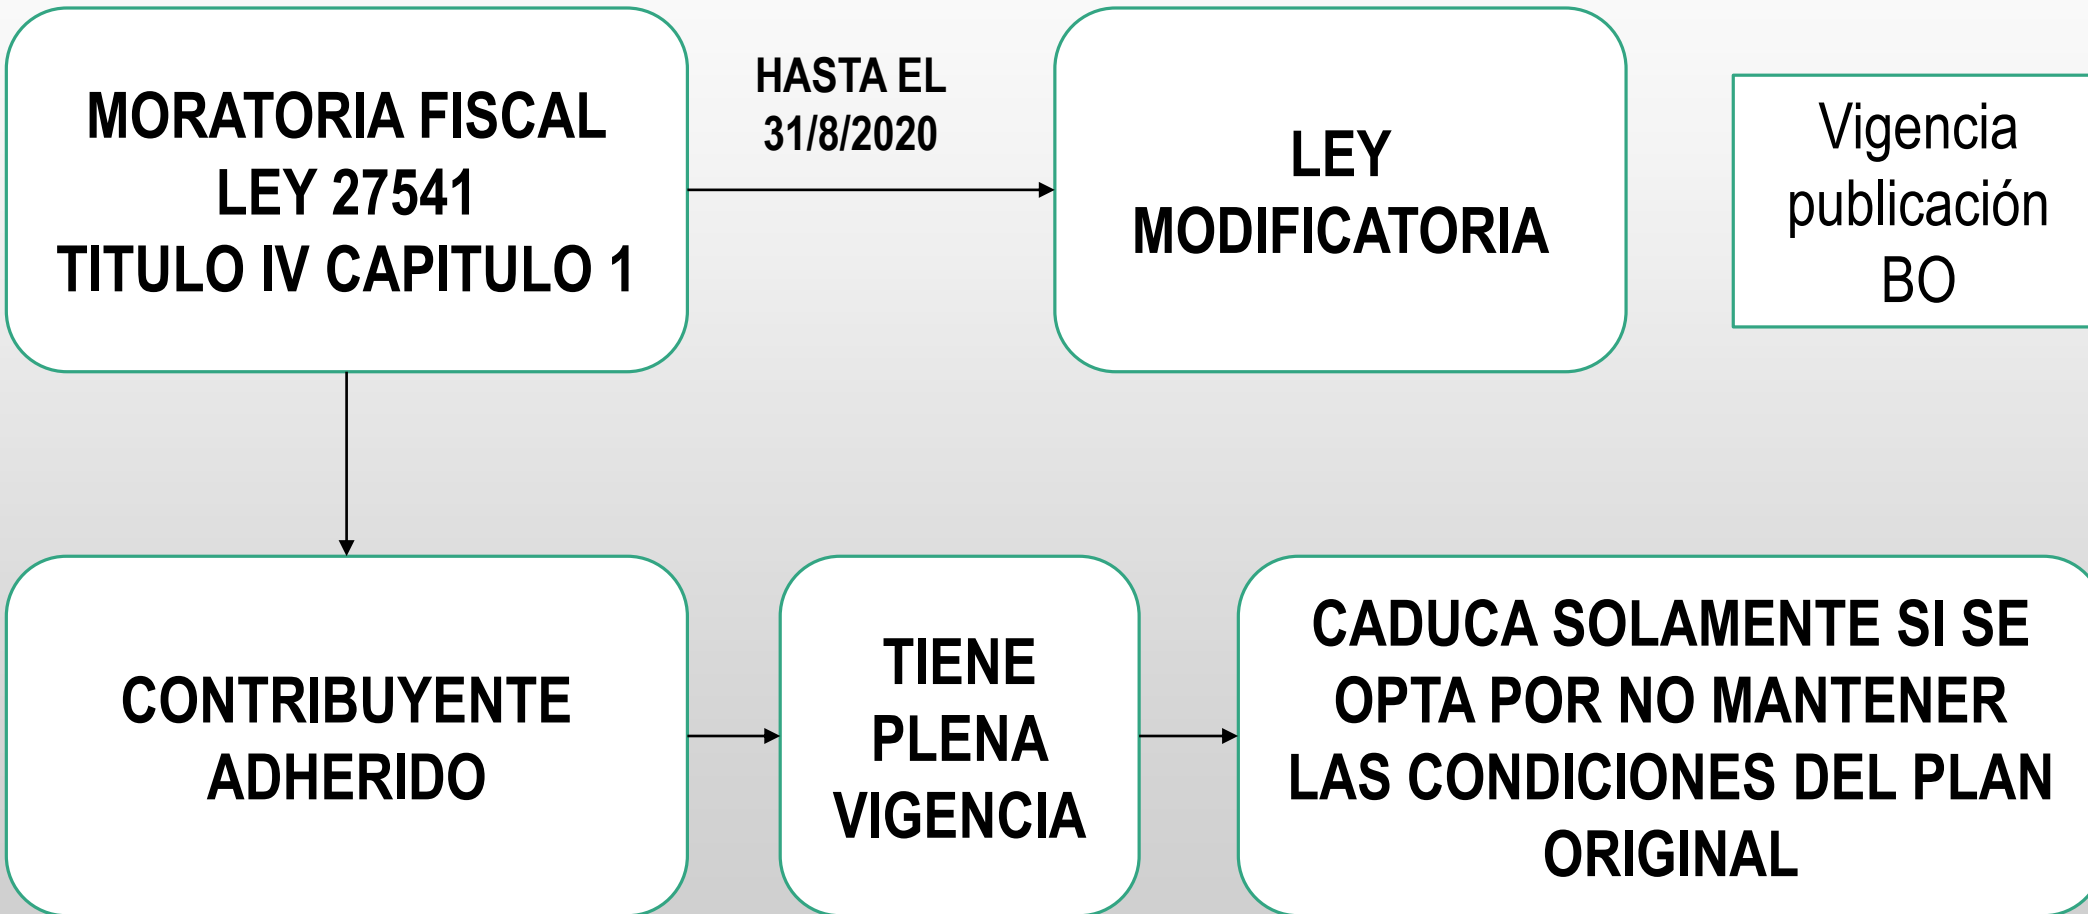 MORATORIA FISCAL
LEY 27541
TITULO IV CAPITULO 1
HASTA EL
31/8/2020
LEY
MODIFICATORIA
Vigencia
publicación
BO
CONTRIBUYENTE
ADHERIDO
TIENE
PLENA
VIGENCIA
CADUCA SOLAMENTE SI SE
OPTA POR NO MANTENER
LAS CONDICIONES DEL PLAN
ORIGINAL